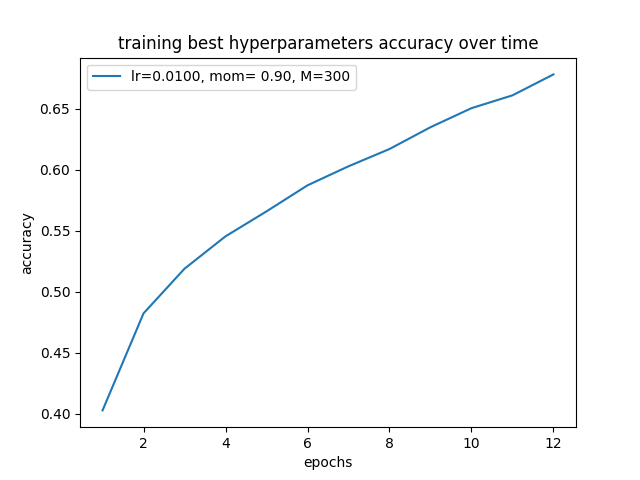 training best hyperparameters accuracy over time
lr=0.0100, mom= 0.90, M=300
accuracy
0.65
0.60
0.55
0.50
0.45
0.40
2 4 6 8 10 12
epochs